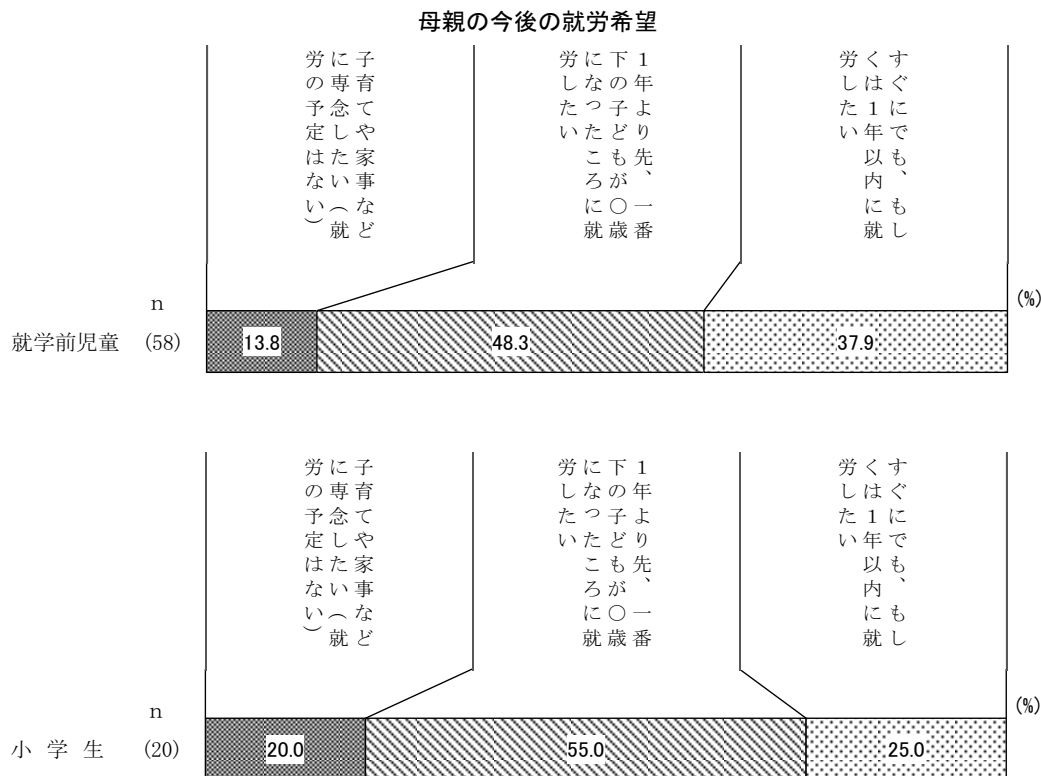 母親の今後の就労希望
子育てや家事など
に専念したい（就
労の予定はない）
１年より先、一番
下の子どもが○歳
になったころに就
労したい
すぐにでも、もし
くは１年以内に就
労したい
n
(%)
就学前児童 (58) 13.8 48.3 37.9
子育てや家事など
に専念したい（就
労の予定はない）
１年より先、一番
下の子どもが○歳
になったころに就
労したい
すぐにでも、もし
くは１年以内に就
労したい
n
(%)
小 学 生 (20) 20.0 55.0 25.0